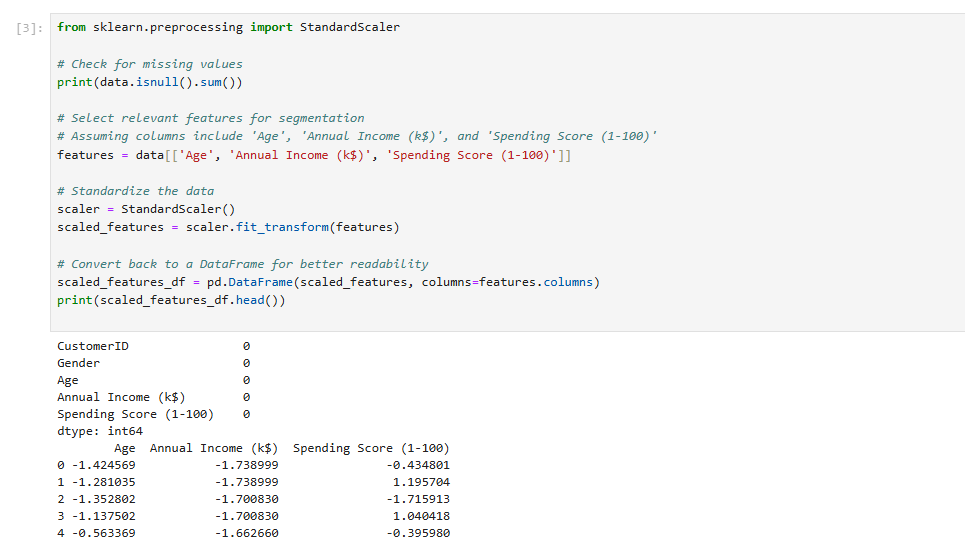 [3]: from sklearn.preprocessing import StandardScaler
# Check for missing values
print(data.isnull().sum())
# Select relevant features for segmentation
# Assuming columns include 'Age', 'Annual Income (k$)', and 'Spending Score (1-100)'
features = data[['Age', 'Annual Income (k$)', 'Spending Score (1-100)']]
# Standardize the data
scaler = StandardScaler()
scaled_features = scaler.fit_transform(features)
# Convert back to a DataFrame for better readability
scaled_features_df = pd.DataFrame(scaled_features, columns=features.columns)
print(scaled_features_df.head())
CustomerID                0
Gender                    0
Age                       0
Annual Income (k$)        0
Spending Score (1-100)    0
dtype: int64
        Age  Annual Income (k$)  Spending Score (1-100)
0 -1.424569           -1.738999               -0.434801
1 -1.281035           -1.738999                1.195704
2 -1.352802           -1.700830               -1.715913
3 -1.137502           -1.700830                1.040418
4 -0.563369           -1.662660               -0.395980